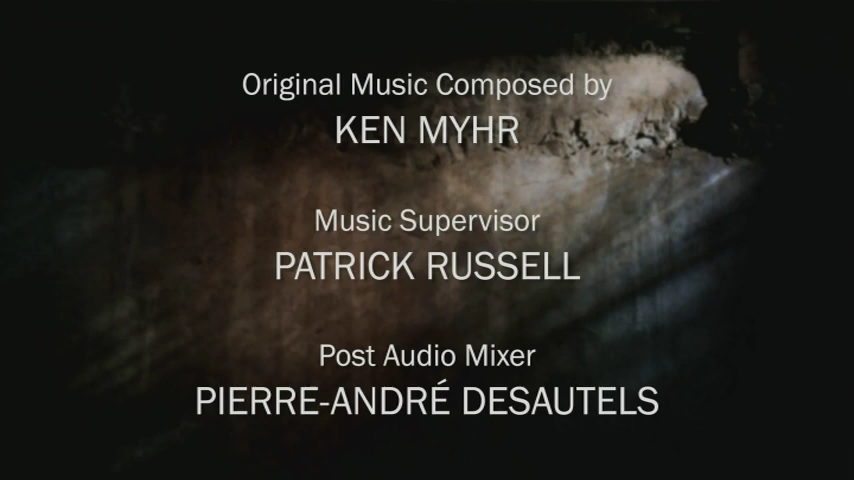 Original Music Composed by
KEN MYHR
Music Supervisor
PATRICK RUSSELL
Post Audio Mixer
PIERRE-ANDRÉ DESAUTELS